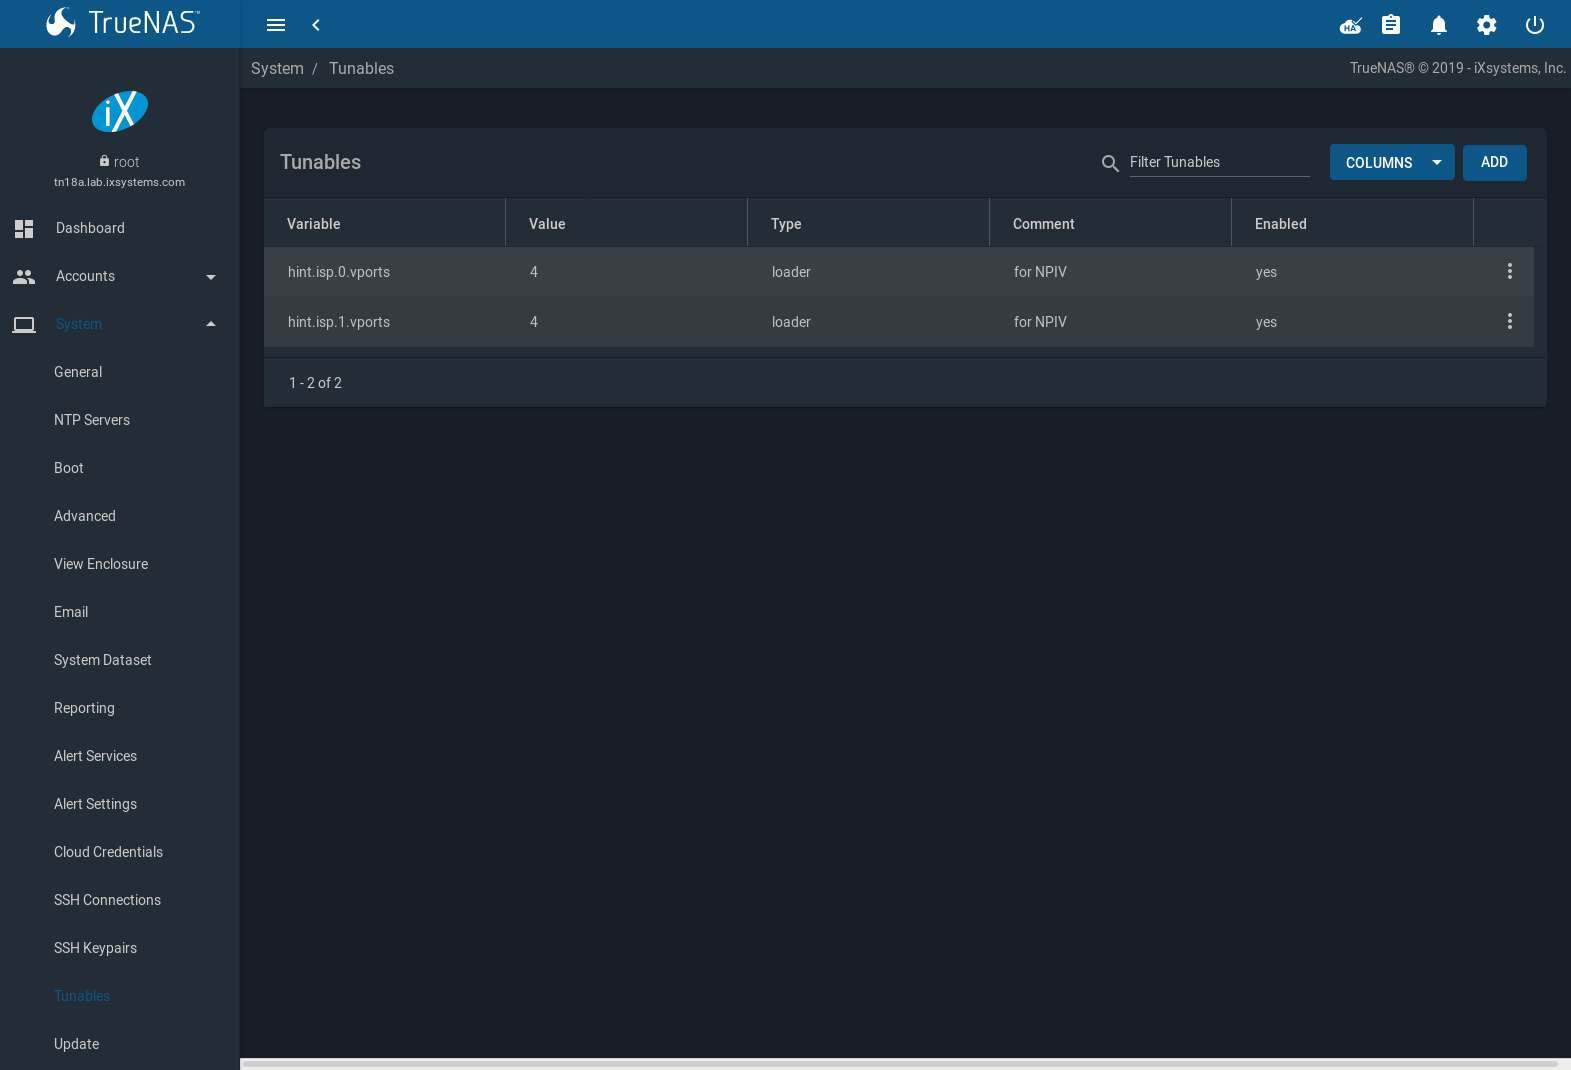 TrueNAS™
HA
System / Tunables
TrueNAS® © 2019 - iXsystems, Inc.
iX
root
tn18a.lab.ixsystems.com
Dashboard
Accounts
System
General
NTP Servers
Boot
Advanced
View Enclosure
Email
System Dataset
Reporting
Alert Services
Alert Settings
Cloud Credentials
SSH Connections
SSH Keypairs
Tunables
Update
Tunables
Filter Tunables
COLUMNS
ADD
Variable Value Type Comment Enabled
hint.isp.0.vports 4 loader for NPIV yes
hint.isp.1.vports 4 loader for NPIV yes
1 - 2 of 2